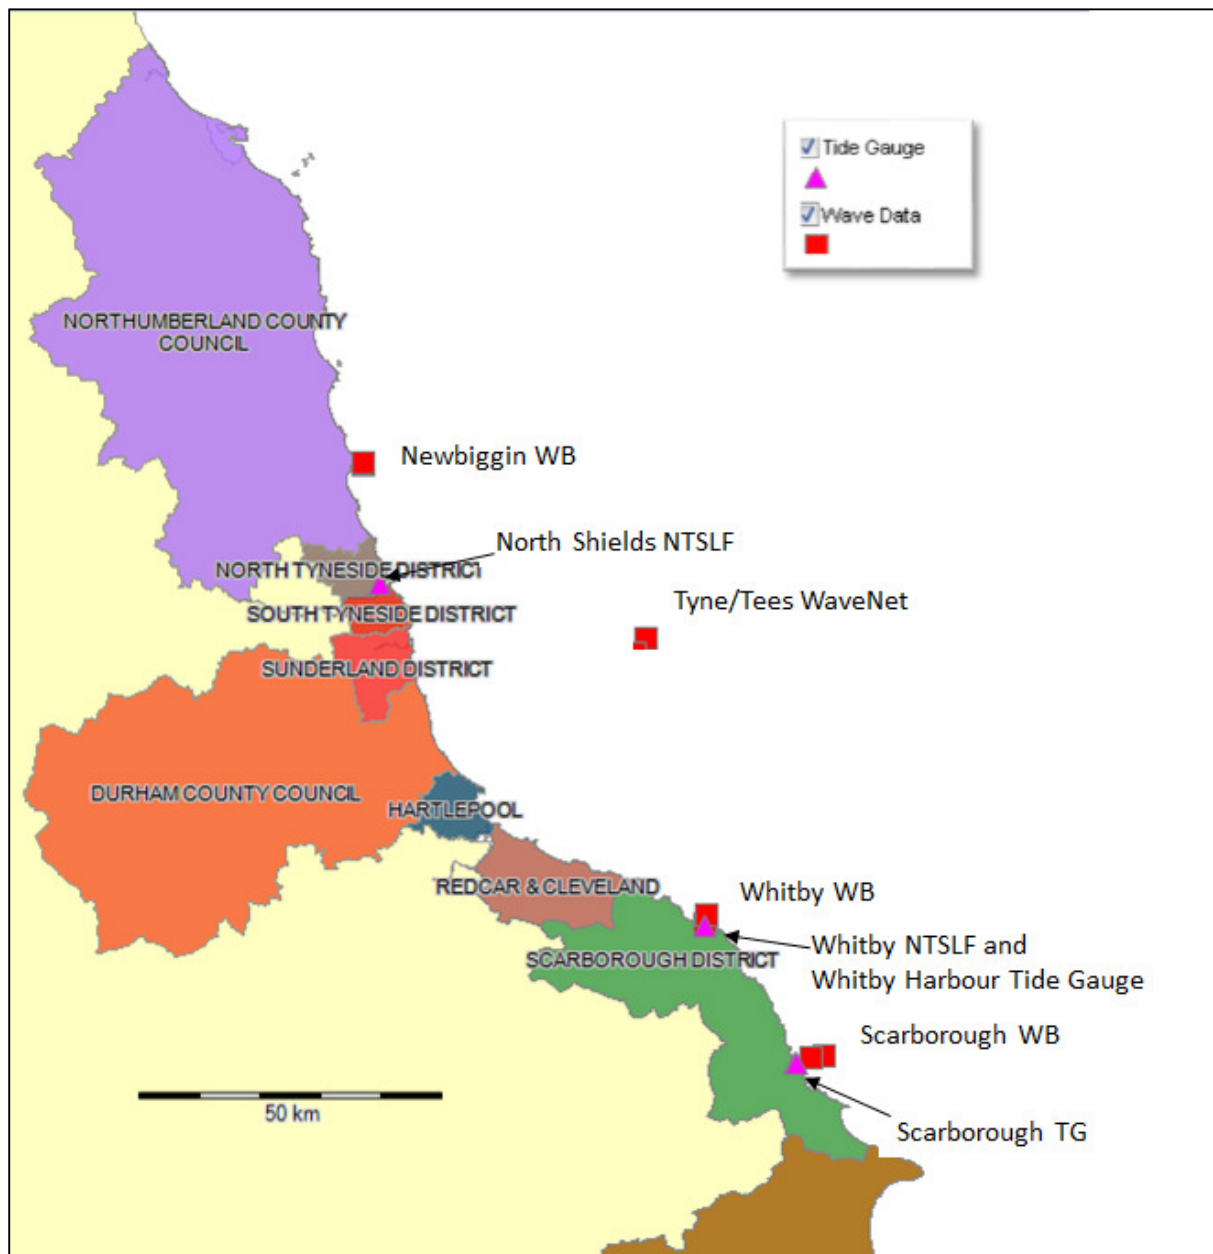 Tide Gauge
Wave Data
NORTHUMBERLAND COUNTY
COUNCIL
Newbiggin WB
North Shields NTSLF
NORTH TYNESIDE DISTRICT
Tyne/Tees WaveNet
SOUTH TYNESIDE DISTRICT
SUNDERLAND DISTRICT
DURHAM COUNTY COUNCIL
HARTLEPOOL
REDCAR & CLEVELAND
Whitby WB
Whitby NTSLF and
Whitby Harbour Tide Gauge
SCARBOROUGH DISTRICT
Scarborough WB
50 km
Scarborough TG